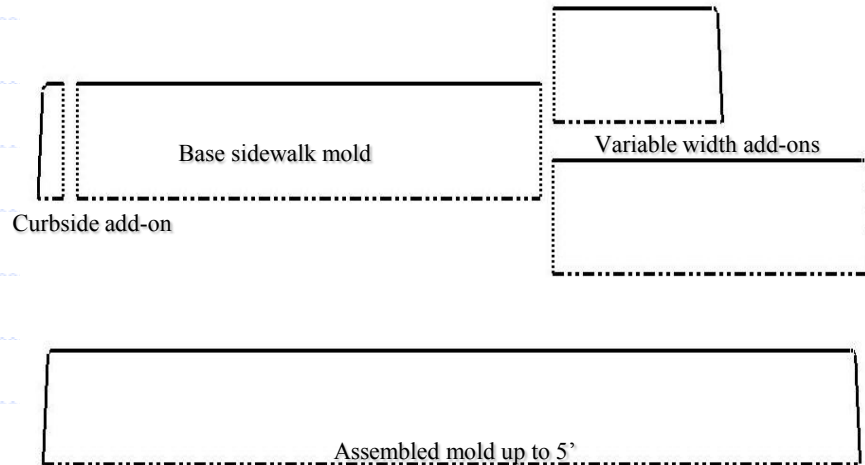 Variable width add-ons
Base sidewalk mold
Curbside add-on
Assembled mold up to 5’